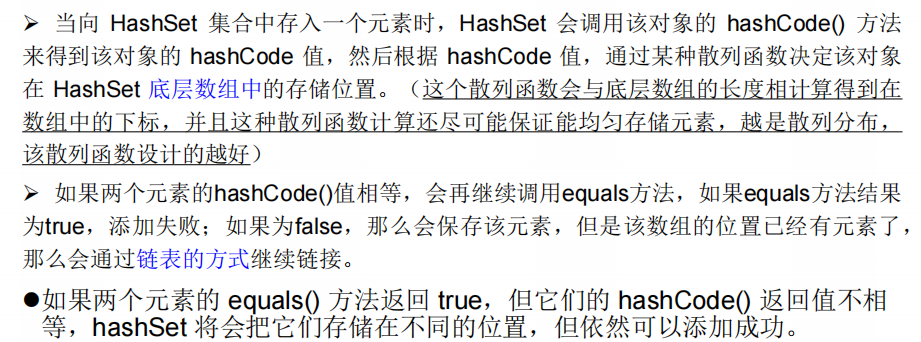 ➢ 当向 HashSet 集合中存入一个元素时，HashSet 会调用该对象的 hashCode() 方法
来得到该对象的 hashCode 值，然后根据 hashCode 值，通过某种散列函数决定该对象
在 HashSet 底层数组中的存储位置。（这个散列函数会与底层数组的长度相计算得到在
数组中的下标，并且这种散列函数计算还尽可能保证能均匀存储元素，越是散列分布，
该散列函数设计的越好）
➢ 如果两个元素的hashCode()值相等，会再继续调用equals方法，如果equals方法结果
为true，添加失败；如果为false，那么会保存该元素，但是该数组的位置已经有元素了，
那么会通过链表的方式继续链接。
●如果两个元素的 equals() 方法返回 true，但它们的 hashCode() 返回值不相
等，hashSet 将会把它们存储在不同的位置，但依然可以添加成功。